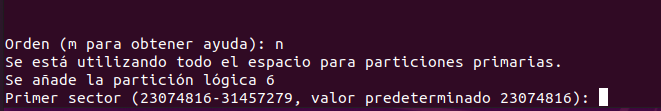 Orden (m para obtener ayuda): n
Se está utilizando todo el espacio para particiones primarias.
Se añade la partición lógica 6
Primer sector (23074816-31457279, valor predeterminado 23074816):